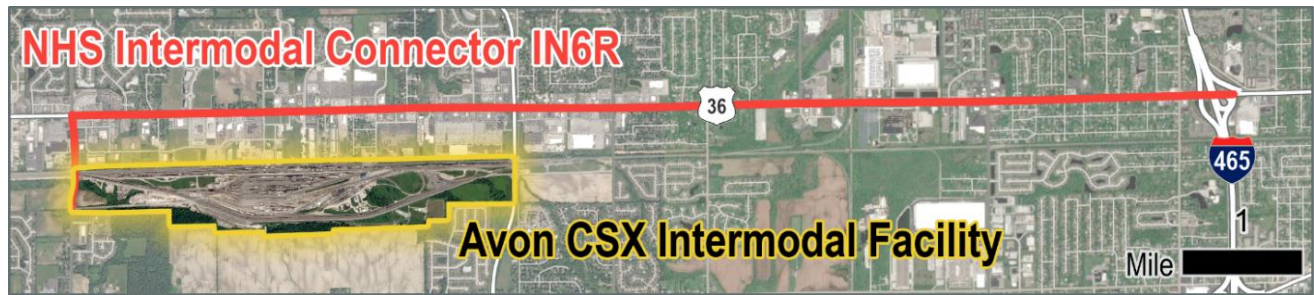 NHS Intermodal Connector IN6R
36
465
Avon CSX Intermodal Facility
1
Mile